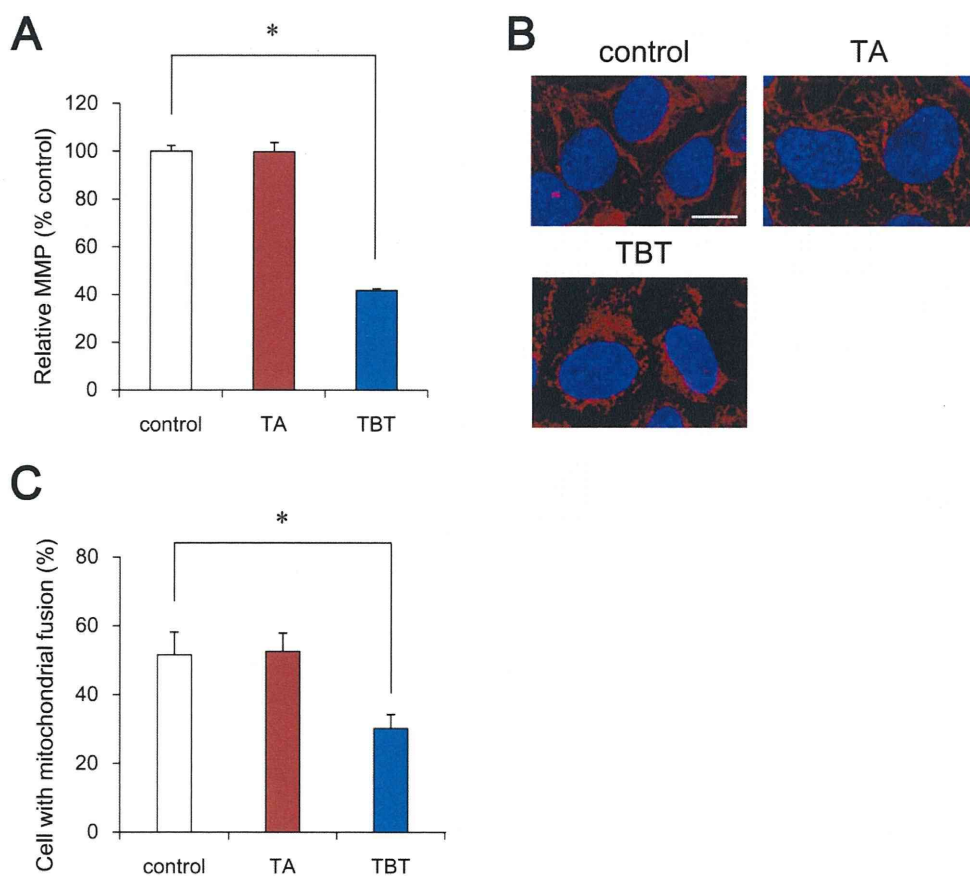 A
*
Relative MMP (% control)
120
100
80
60
40
20
0
control TA TBT
B
control TA
TBT
C
*
Cell with mitochondrial fusion (%)
80
60
40
20
0
control TA TBT